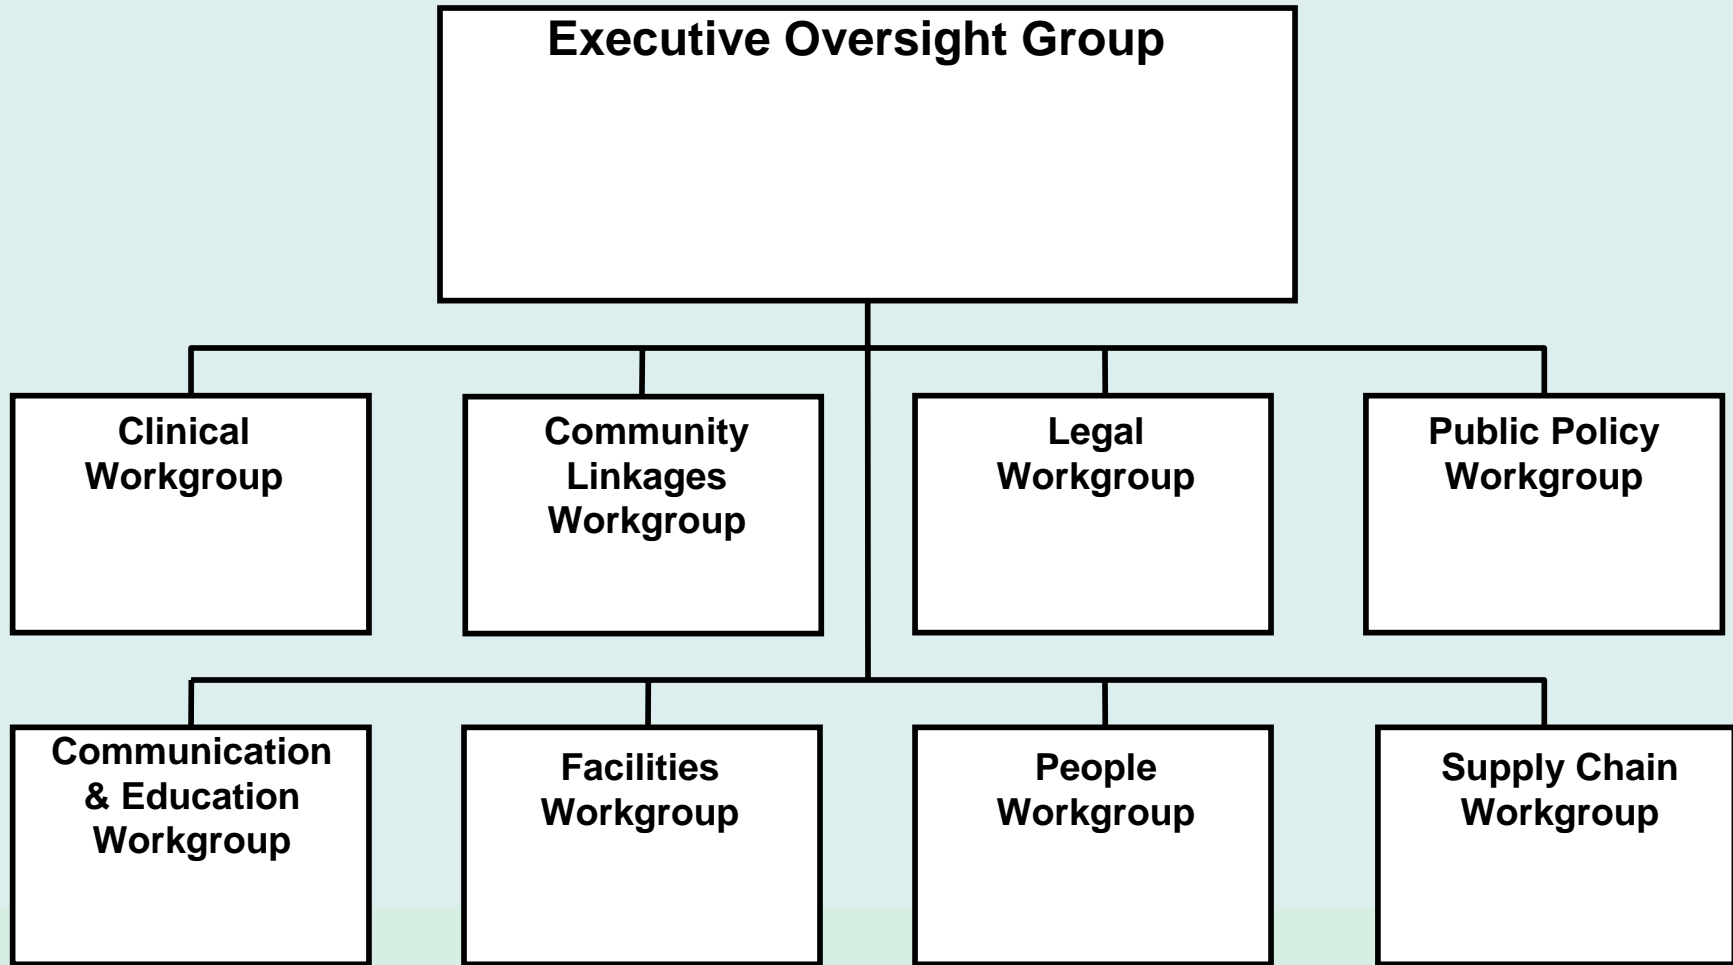 Executive Oversight Group
Clinical
Workgroup
Community
Linkages
Workgroup
Legal
Workgroup
Public Policy
Workgroup
Communication
& Education
Workgroup
Facilities
Workgroup
People
Workgroup
Supply Chain
Workgroup